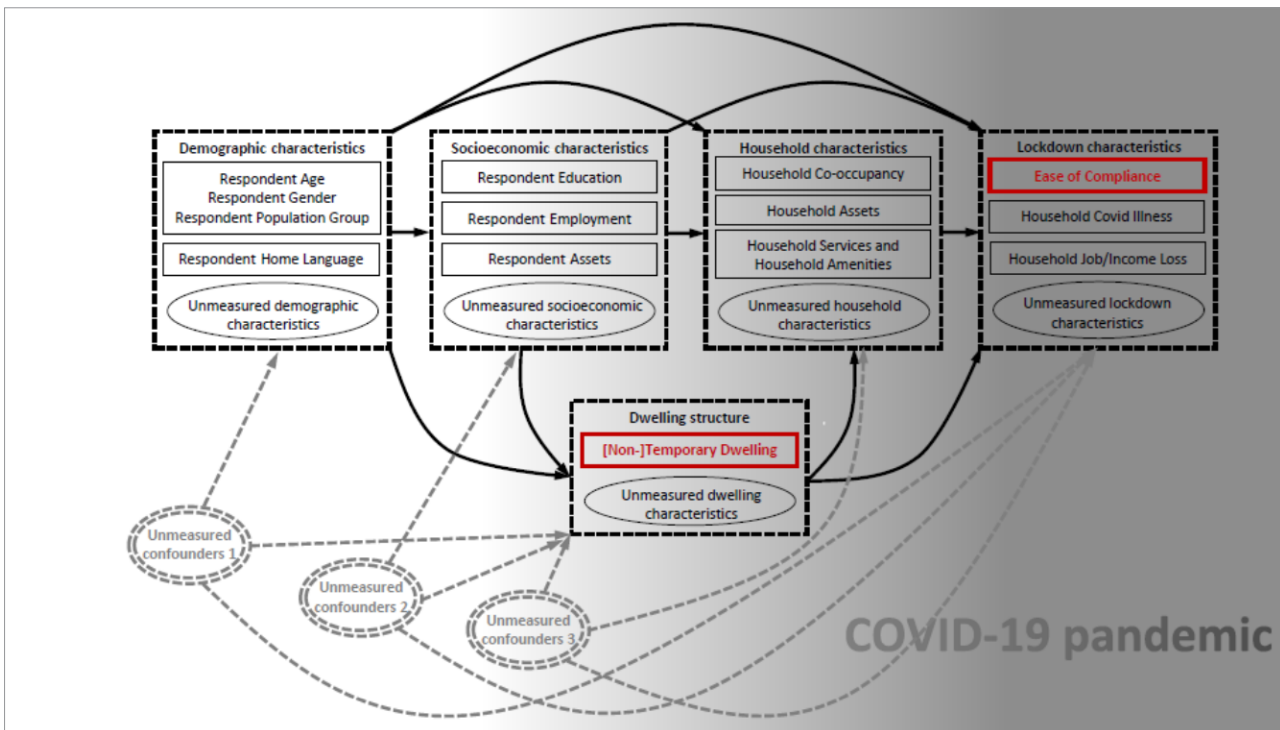 Demographic characteristics
Respondent Age
Respondent Gender
Respondent Population Group
Respondent Home Language
Unmeasured demographic
characteristics
Socioeconomic characteristics
Respondent Education
Respondent Employment
Respondent Assets
Unmeasured socioeconomic
characteristics
Household characteristics
Household Co-occupancy
Household Assets
Household Services and
Household Amenities
Unmeasured household
characteristics
Lockdown characteristics
Ease of Compliance
Household Covid Illness
Household Job/Income Loss
Unmeasured lockdown
characteristics
Dwelling structure
[Non-]Temporary Dwelling
Unmeasured dwelling
characteristics
Unmeasured
confounders 1
Unmeasured
confounders 2
Unmeasured
confounders 3
COVID-19 pandemic